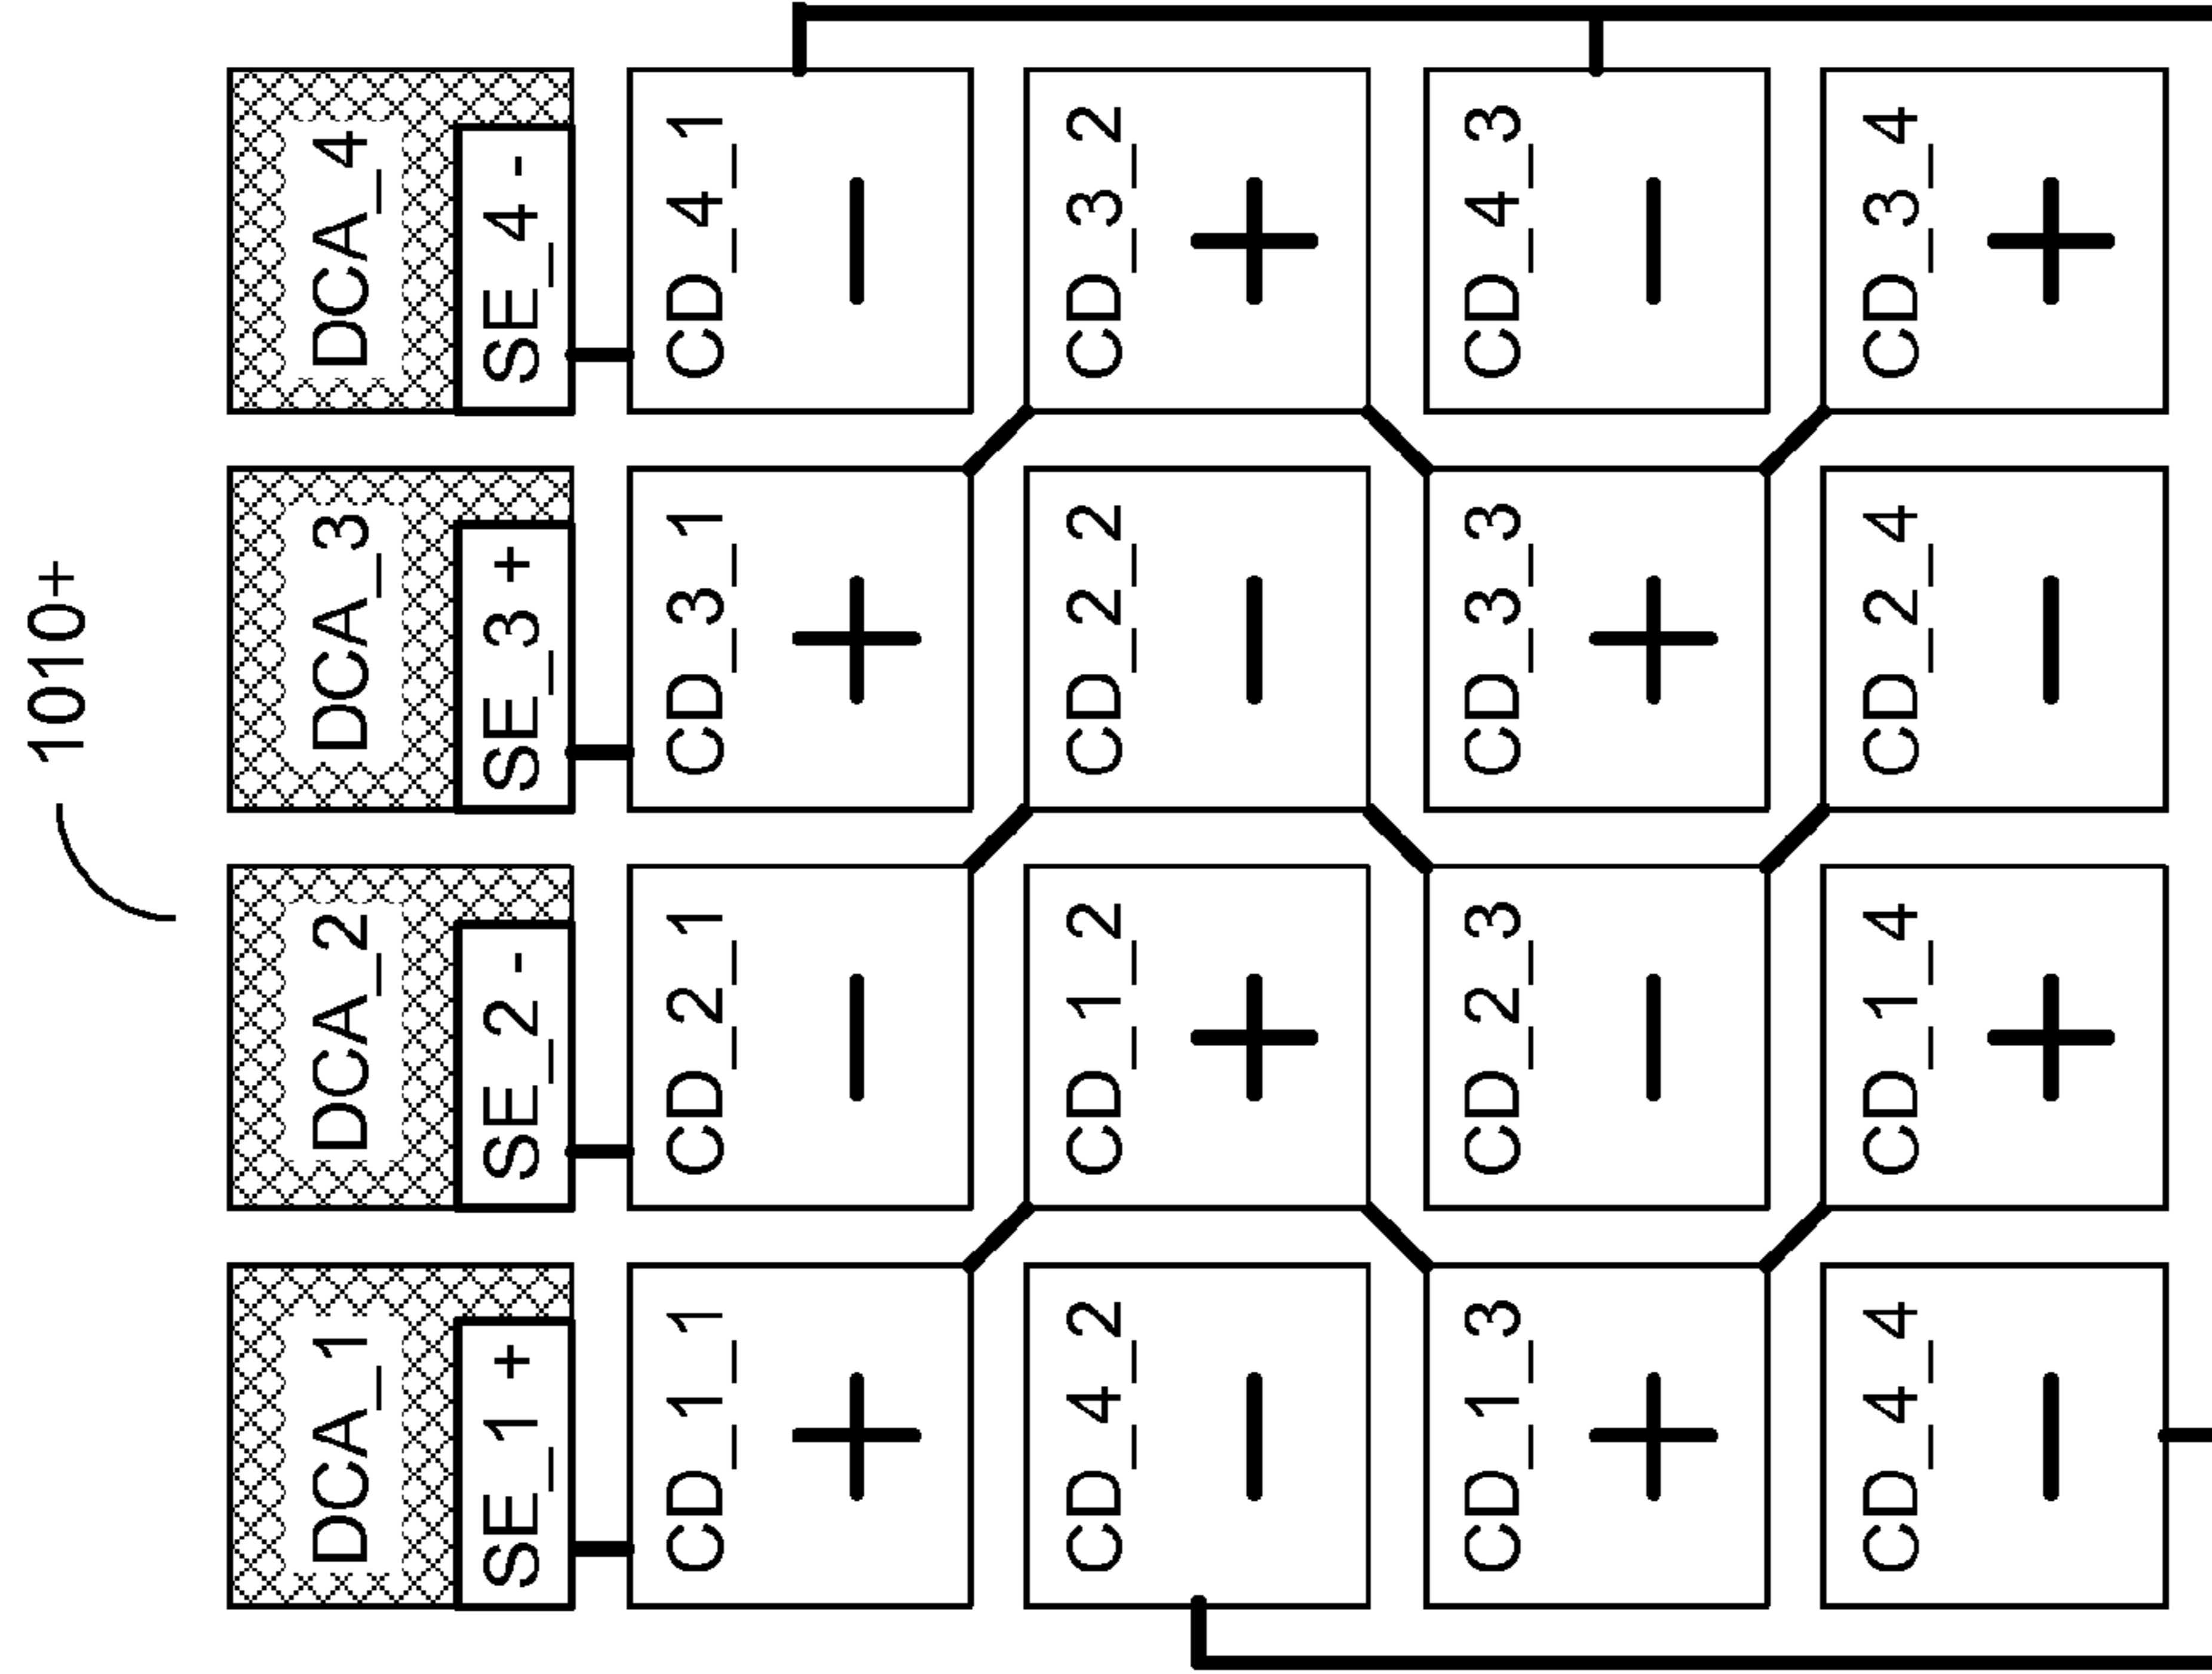 1010+
DCA_1 DCA_2 DCA_3 DCA_4
SE_1 + SE_2 - SE_3 + SE_4 -
CD_1_1 CD_2_1 CD_3_1 CD_4_1
+ - + -
CD_4_2 CD_1_2 CD_2_2 CD_3_2
- + - +
CD_1_3 CD_2_3 CD_3_3 CD_4_3
+ - + -
CD_4_4 CD_1_4 CD_2_4 CD_3_4
- + - +